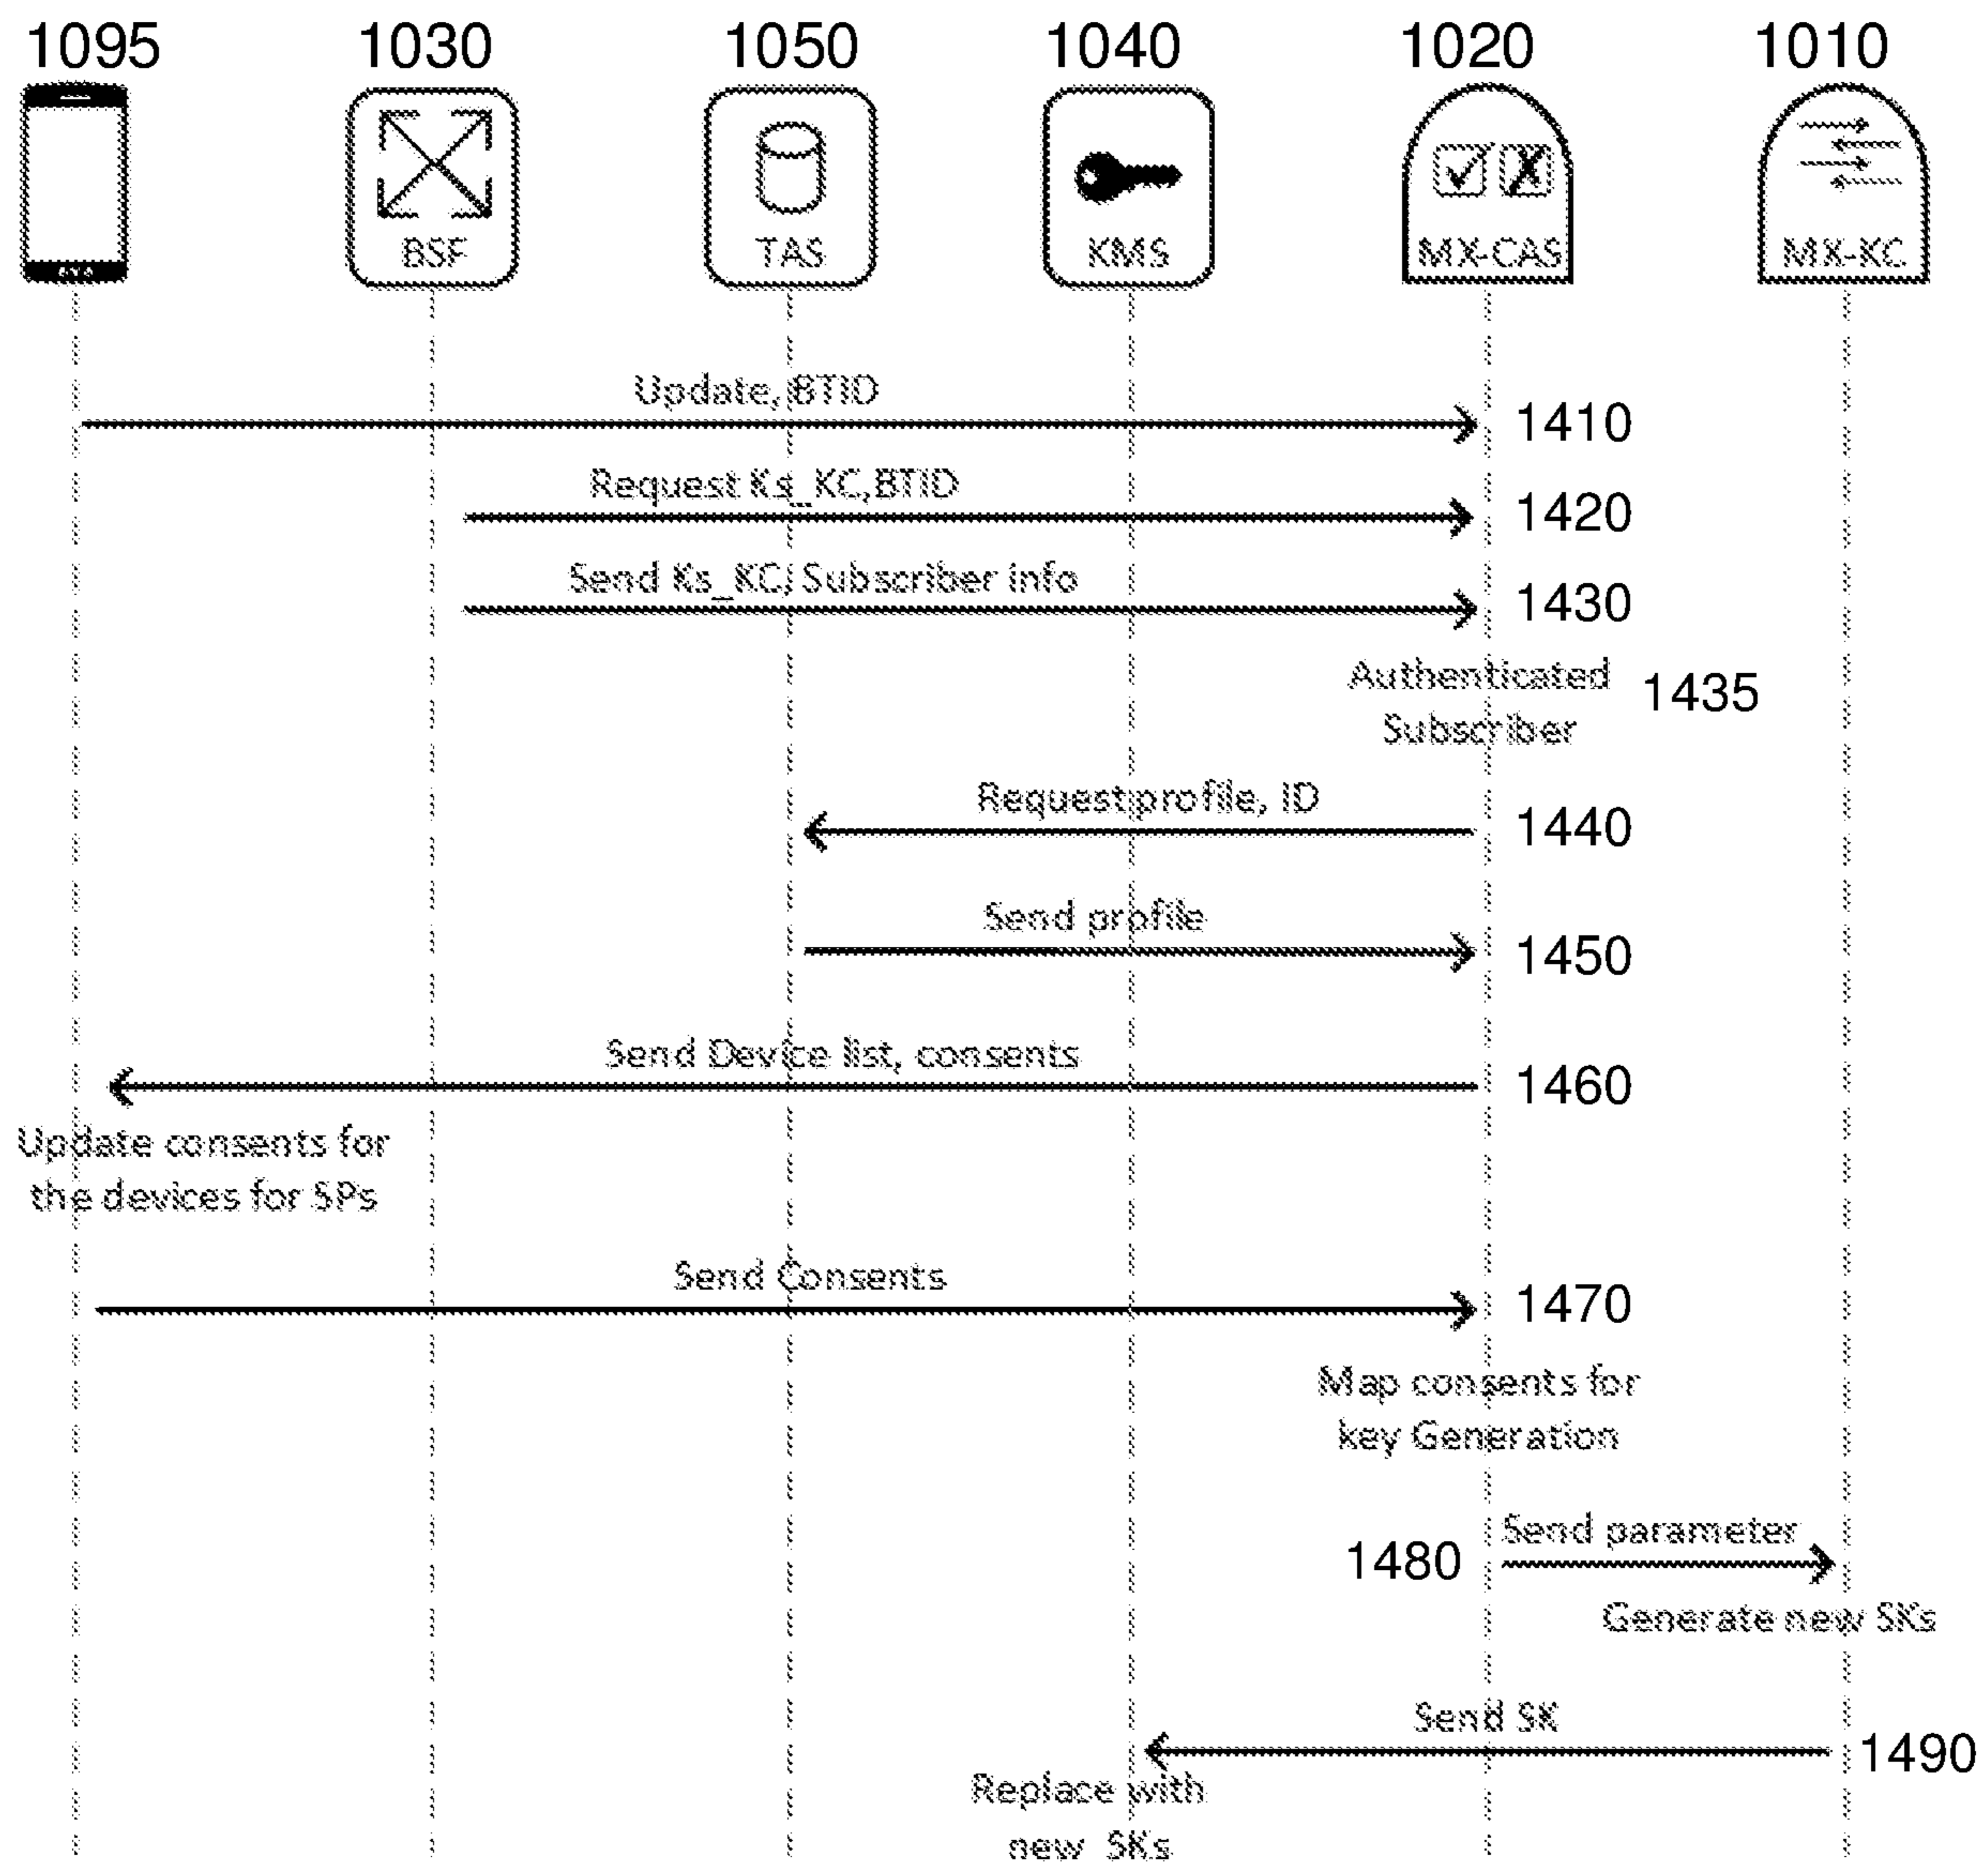 1095 1030 1050 1040 1020 1010
BSF TAS KMS MX-CAS MX-KC
Update, BTID
1410
Request Ks_KC,BTID
1420
Send Ks_KC, Subscriber info
1430
Authenticated
Subscriber
1435
Request profile, ID
1440
Send profile
1450
Send Device list, consents
1460
Update consents for
the devices for SPs
Send Consents
1470
Map consents for
key Generation
Send parameter
1480
Generate new SKs
Send SK
1490
Replace with
new SKs